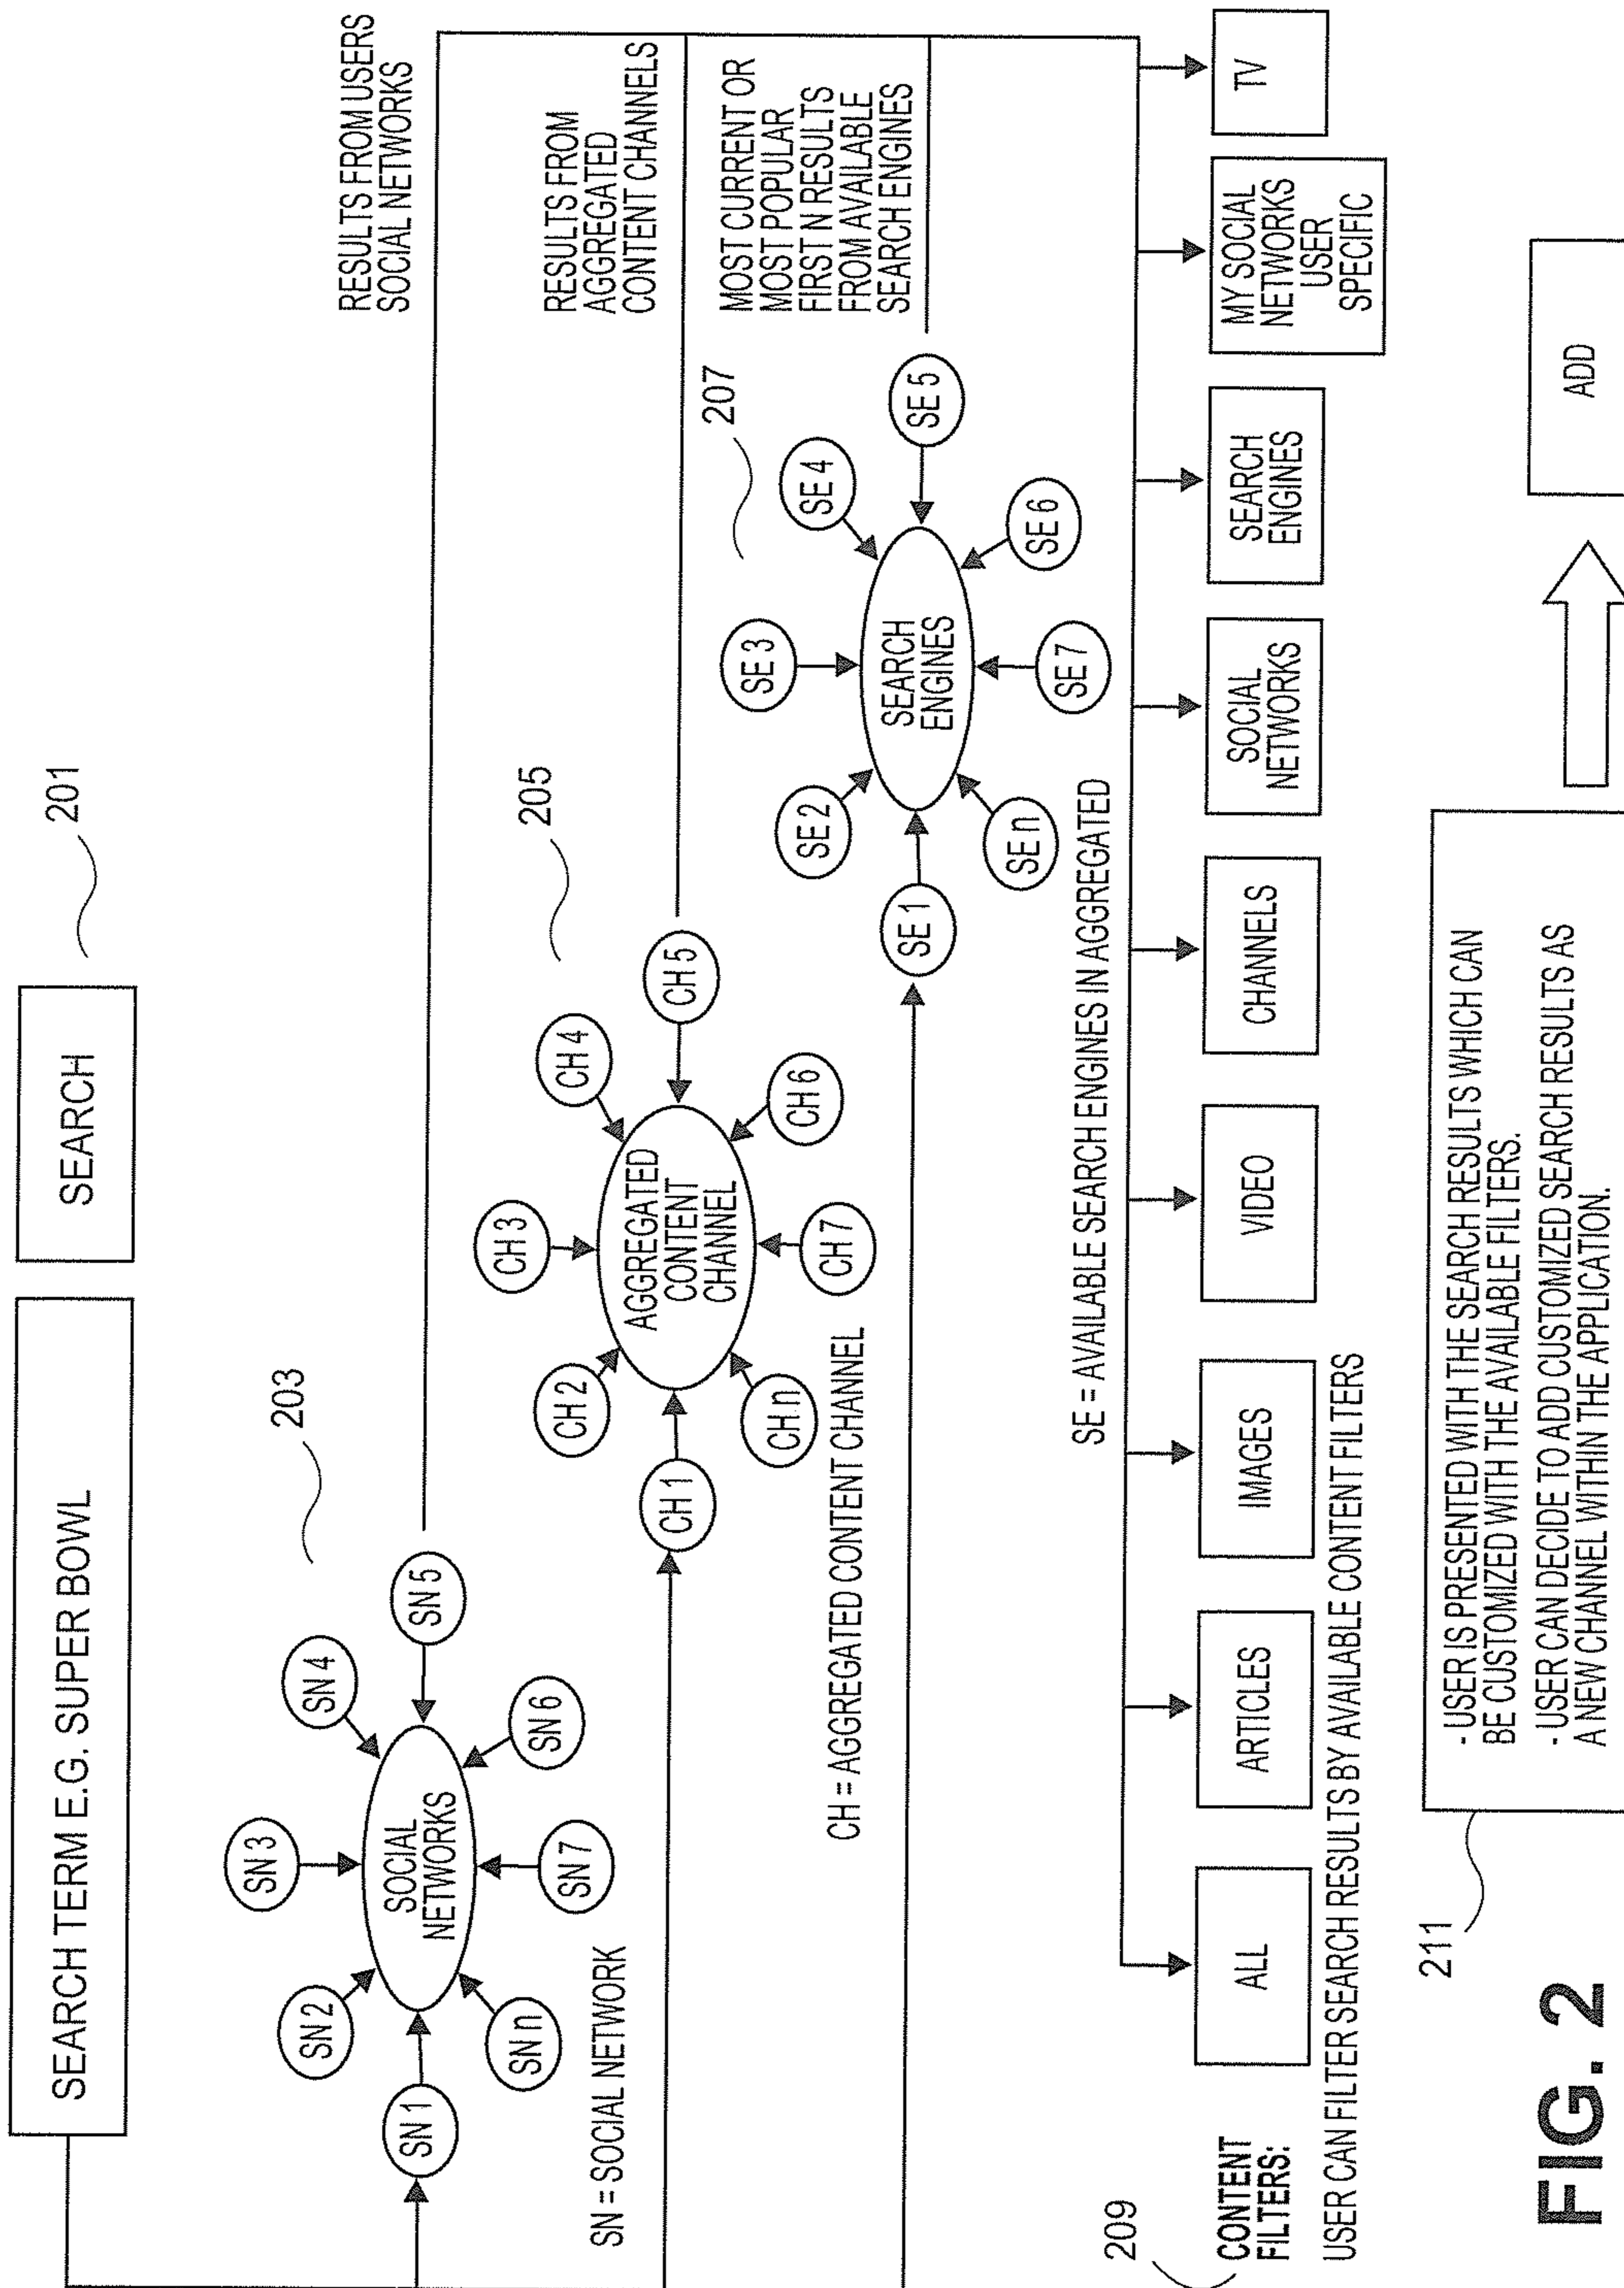 SEARCH TERM E.G. SUPER BOWL
SEARCH
201
203
SN 1
SN 2
SN 3
SN 4
SN 5
SN 6
SN 7
SN n
SOCIAL
NETWORKS
SN = SOCIAL NETWORK
RESULTS FROM USERS
SOCIAL NETWORKS
205
CH 1
CH 2
CH 3
CH 4
CH 5
CH 6
CH 7
CH n
AGGREGATED
CONTENT
CHANNEL
CH = AGGREGATED CONTENT CHANNEL
RESULTS FROM
AGGREGATED
CONTENT CHANNELS
207
SE 1
SE 2
SE 3
SE 4
SE 5
SE 6
SE 7
SE n
SEARCH
ENGINES
SE = AVAILABLE SEARCH ENGINES IN AGGREGATED
MOST CURRENT OR
MOST POPULAR
FIRST N RESULTS
FROM AVAILABLE
SEARCH ENGINES
209
CONTENT
FILTERS:
ALL
ARTICLES
IMAGES
VIDEO
CHANNELS
SOCIAL
NETWORKS
SEARCH
ENGINES
MY SOCIAL
NETWORKS
USER
SPECIFIC
TV
USER CAN FILTER SEARCH RESULTS BY AVAILABLE CONTENT FILTERS
211
- USER IS PRESENTED WITH THE SEARCH RESULTS WHICH CAN
BE CUSTOMIZED WITH THE AVAILABLE FILTERS.
- USER CAN DECIDE TO ADD CUSTOMIZED SEARCH RESULTS AS
A NEW CHANNEL WITHIN THE APPLICATION.
ADD
FIG. 2